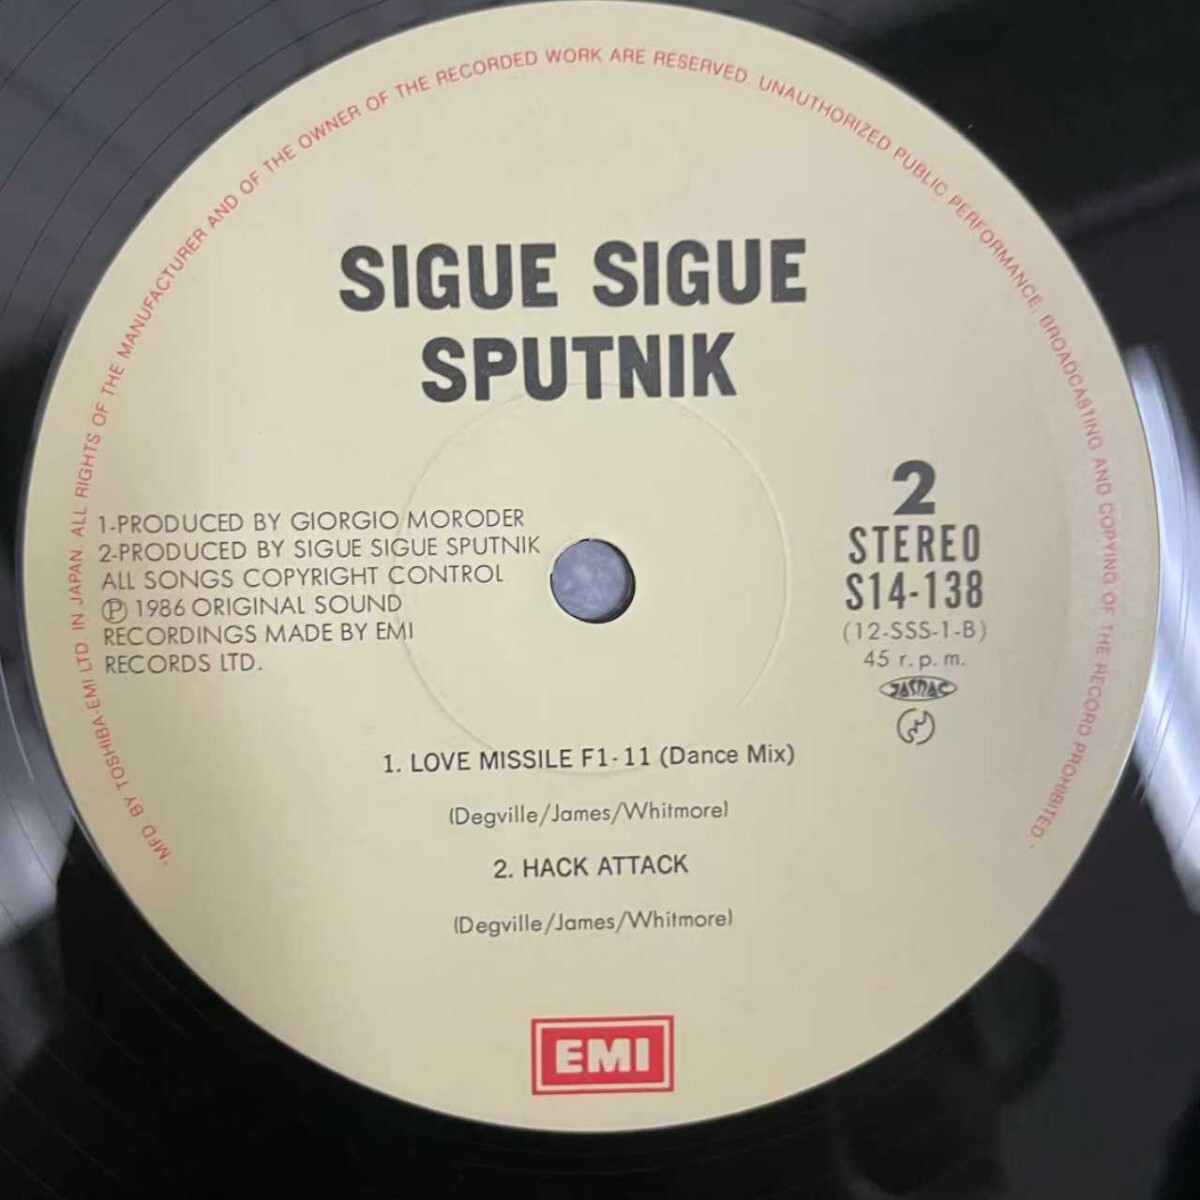 ·MFD BY TOSHIBA-EMI LTD. IN JAPAN. ALL RIGHTS OF THE MANUFACTURER AND OF THE OWNER OF THE RECORDED WORK ARE RESERVED. UNAUTHORIZED PUBLIC PERFORMANCE, BROADCASTING AND COPYING OF THE RECORD PROHIBITED.·
SIGUE SIGUE
SPUTNIK
1-PRODUCED BY GIORGIO MORODER
2-PRODUCED BY SIGUE SIGUE SPUTNIK
ALL SONGS COPYRIGHT CONTROL
Ⓟ 1986 ORIGINAL SOUND
RECORDINGS MADE BY EMI
RECORDS LTD.
2
STEREO
S14-138
(12-SSS-1-B)
45 r.p.m.
JASRAC
1. LOVE MISSILE F1-11 (Dance Mix)
(Degville/James/Whitmore)
2. HACK ATTACK
(Degville/James/Whitmore)
EMI